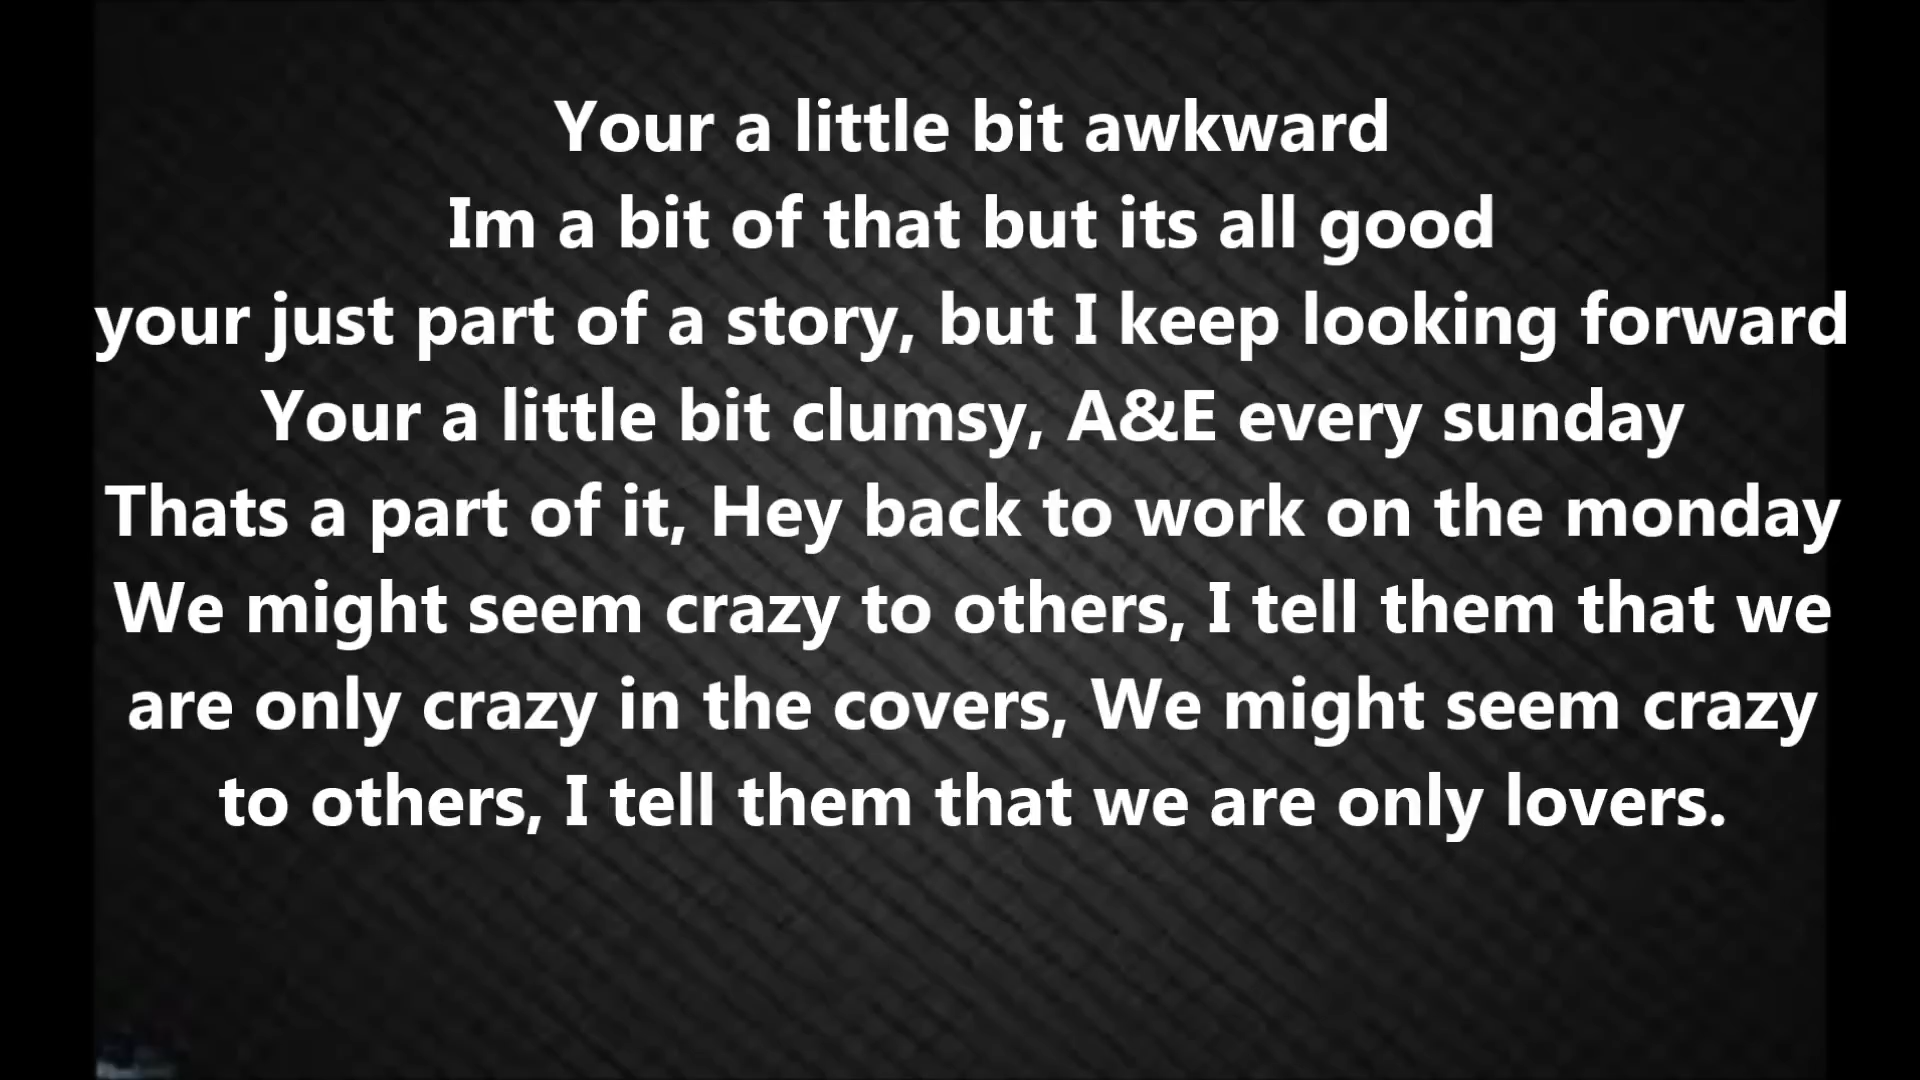 Your a little bit awkward
Im a bit of that but its all good
your just part of a story, but I keep looking forward
Your a little bit clumsy, A&E every sunday
Thats a part of it, Hey back to work on the monday
We might seem crazy to others, I tell them that we
are only crazy in the covers, We might seem crazy
to others, I tell them that we are only lovers.